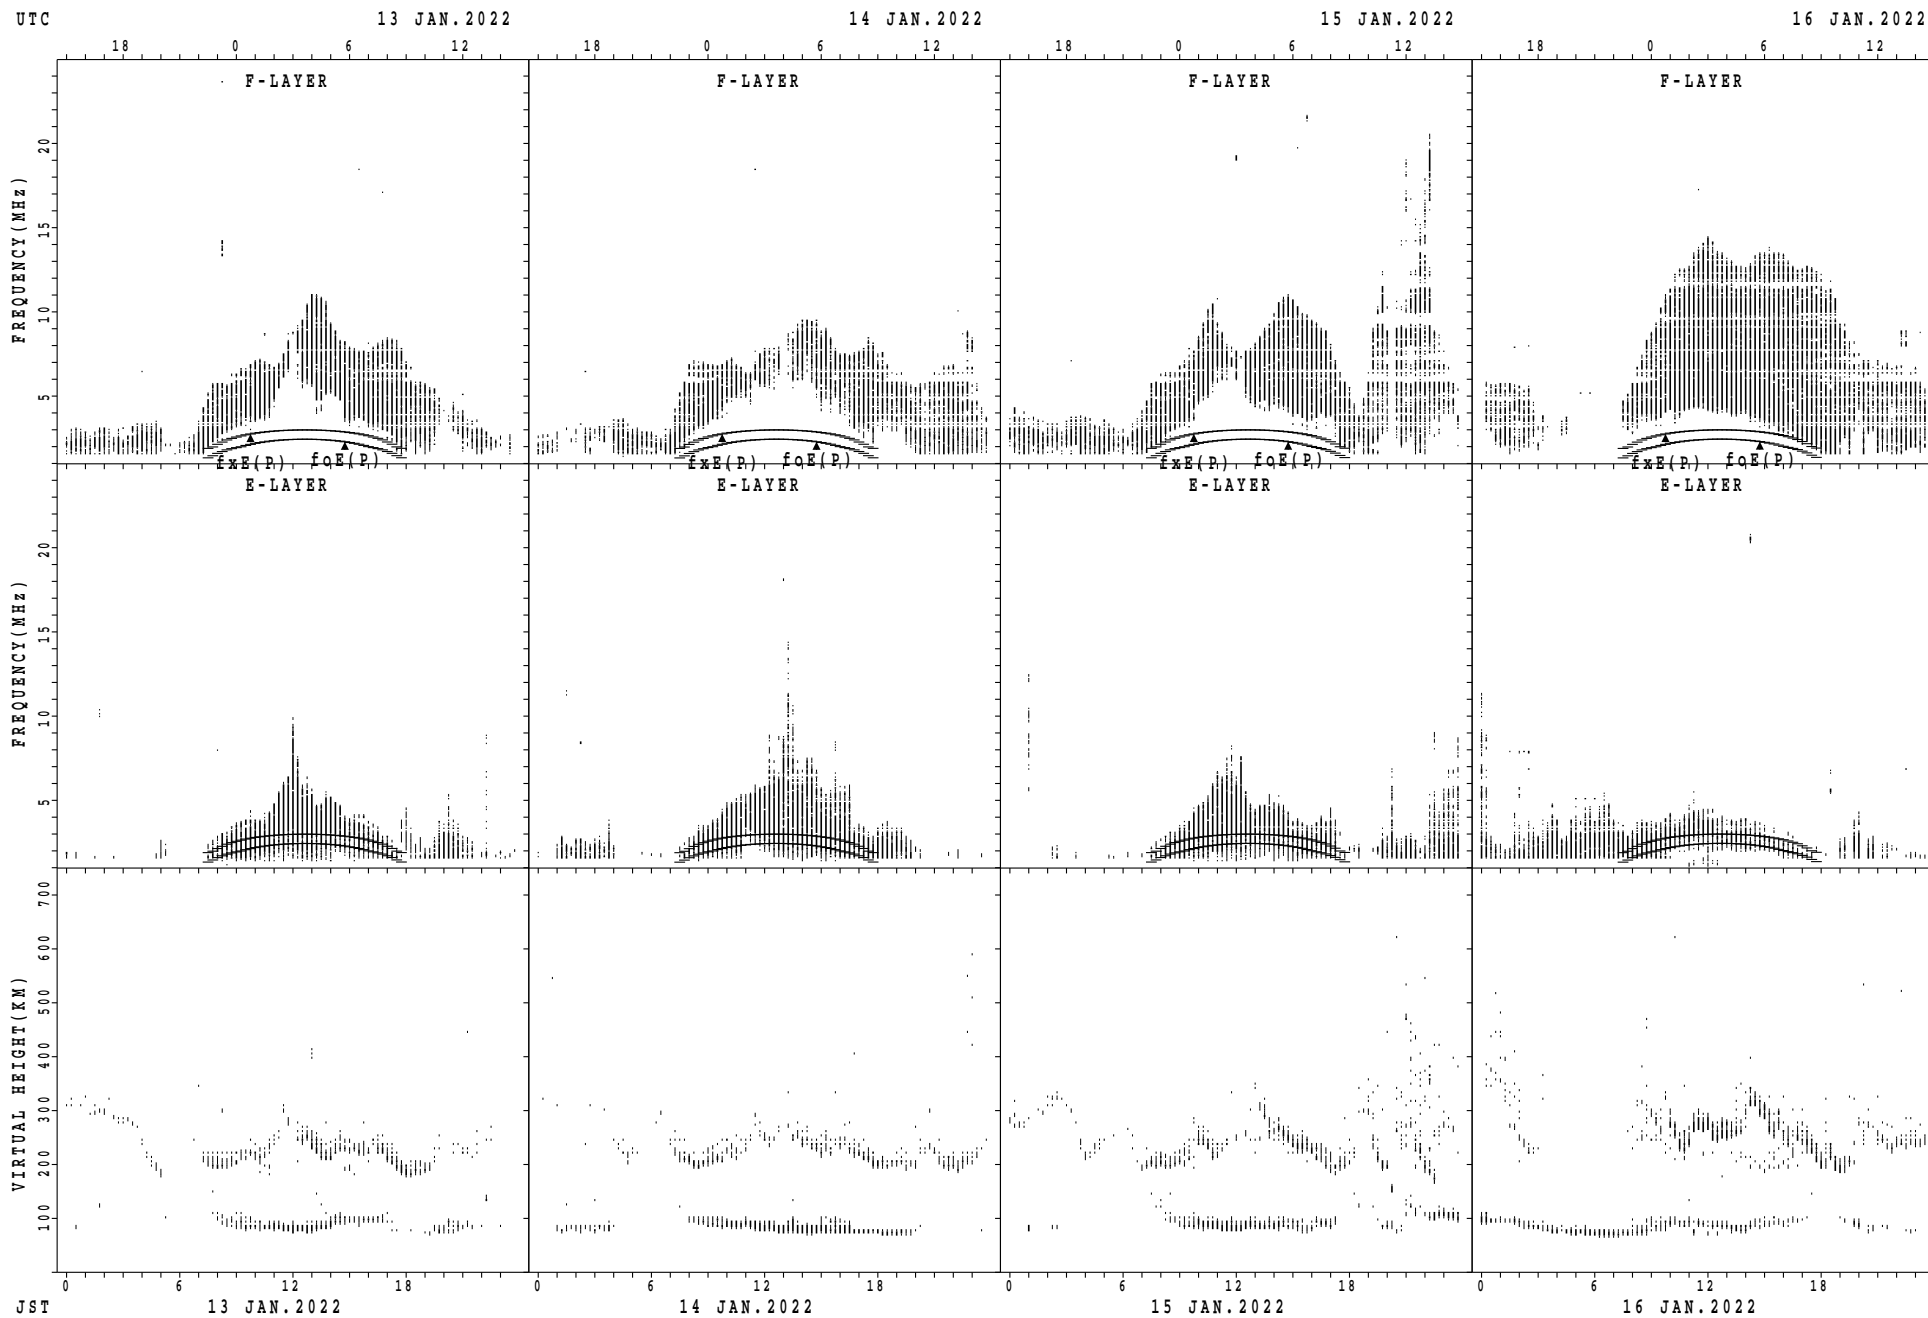 UTC 13 JAN.2022 14 JAN.2022 15 JAN.2022 16 JAN.2022
18 0 6 12 18 0 6 12 18 0 6 12 18 0 6 12
F-LAYER F-LAYER F-LAYER F-LAYER
FREQUENCY(MHz)
20
15
10
5
fxE(P) foE(P) fxE(P) foE(P) fxE(P) foE(P) fxE(P) foE(P)
E-LAYER E-LAYER E-LAYER E-LAYER
FREQUENCY(MHz)
20
15
10
5
VIRTUAL HEIGHT(KM)
700
600
500
400
300
200
100
0 6 12 18 0 6 12 18 0 6 12 18 0 6 12 18
JST 13 JAN.2022 14 JAN.2022 15 JAN.2022 16 JAN.2022